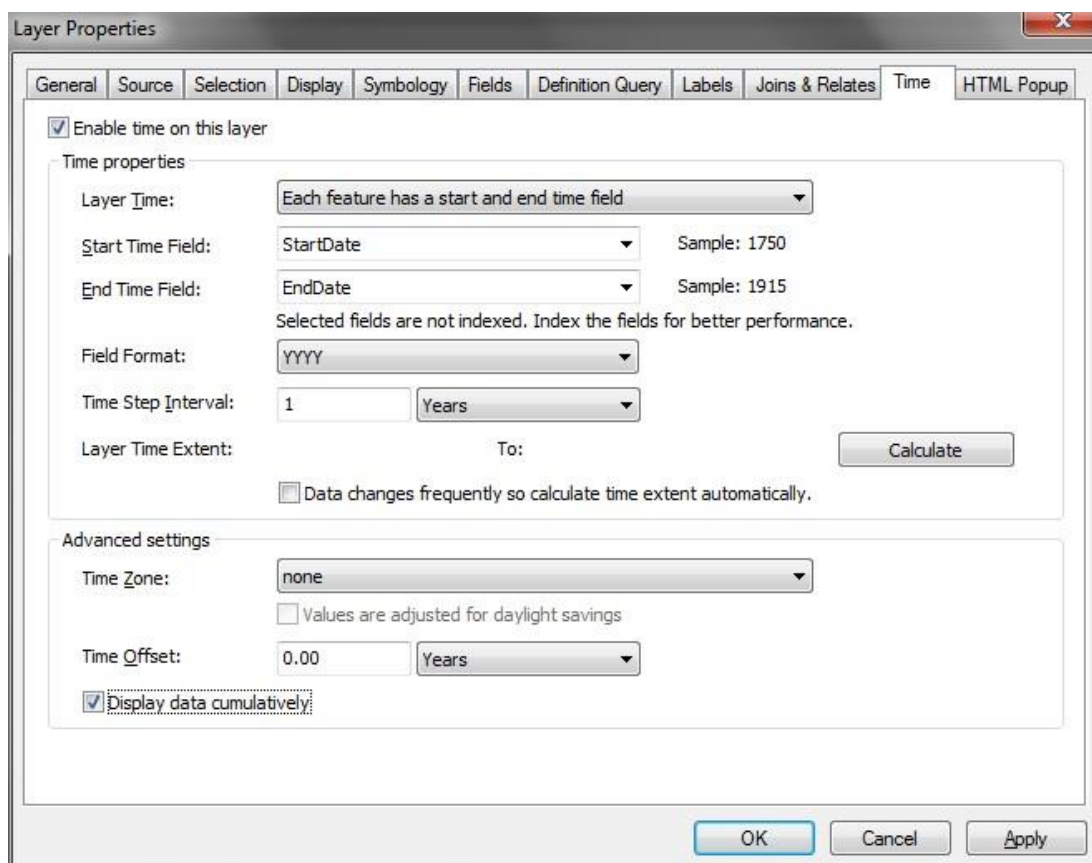 Layer Properties
General Source Selection Display Symbology Fields Definition Query Labels Joins & Relates Time HTML Popup
Enable time on this layer
Time properties
Layer Time: Each feature has a start and end time field
Start Time Field: StartDate Sample: 1750
End Time Field: EndDate Sample: 1915
Selected fields are not indexed. Index the fields for better performance.
Field Format: YYYY
Time Step Interval: 1 Years
Layer Time Extent: To: Calculate
Data changes frequently so calculate time extent automatically.
Advanced settings
Time Zone: none
Values are adjusted for daylight savings
Time Offset: 0.00 Years
Display data cumulatively
OK Cancel Apply